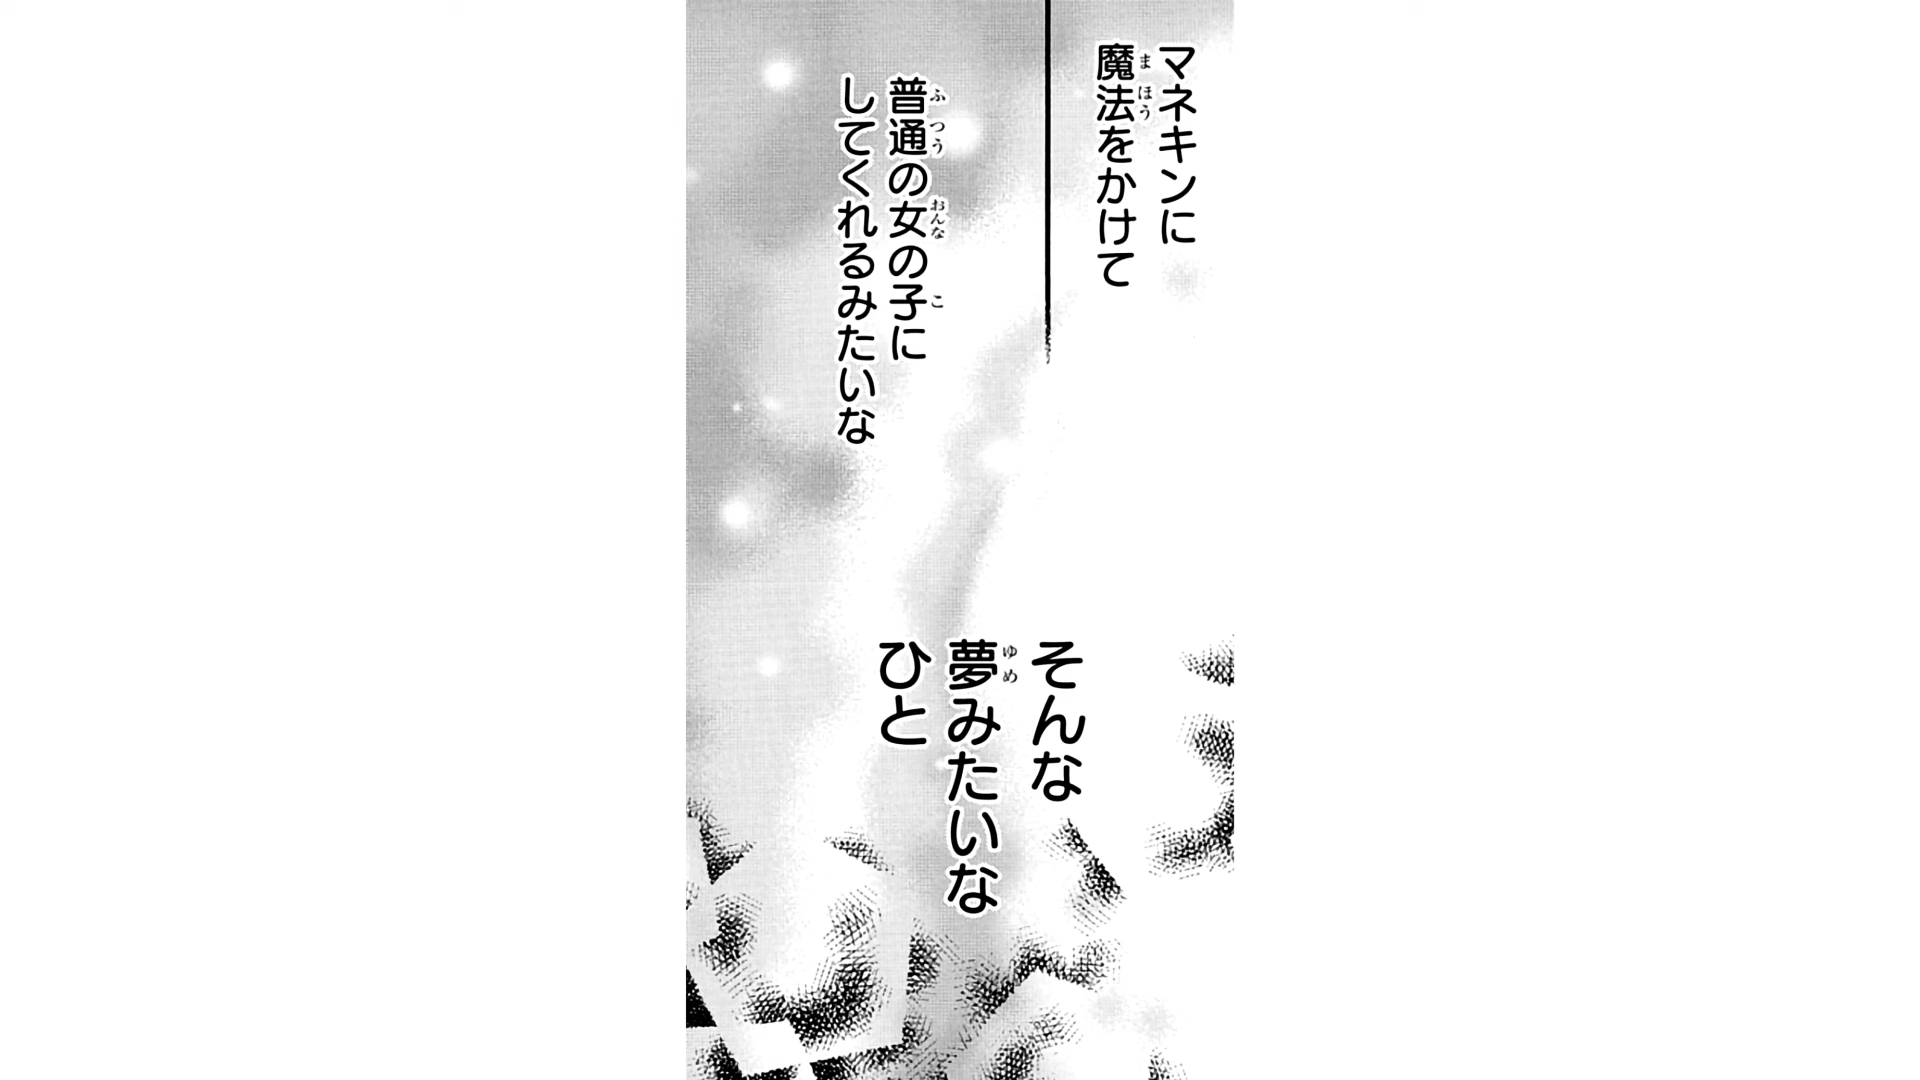 マネキンに
魔法をかけて
普通の女の子に
してくれるみたいな
そんな
夢みたいな
ひと